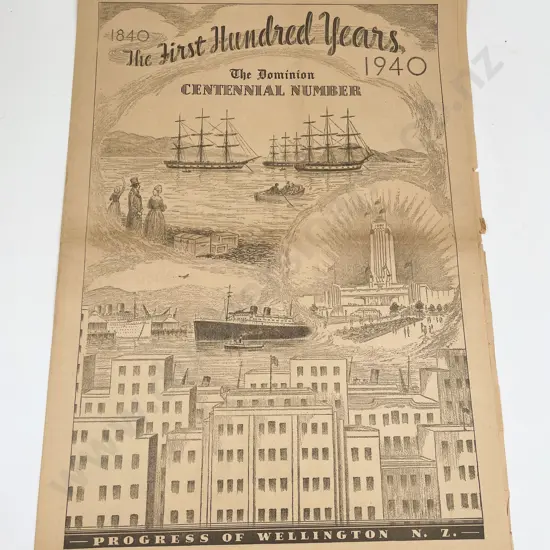 1840
The First Hundred Years,
1940
The Dominion
CENTENNIAL NUMBER
PROGRESS OF WELLINGTON N. Z.